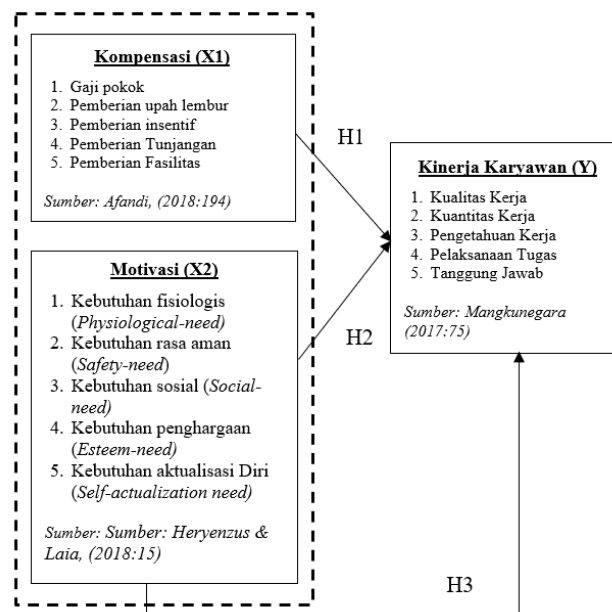 Kompensasi (X1)
1. Gaji pokok
2. Pemberian upah lembur
3. Pemberian insentif
4. Pemberian Tunjangan
5. Pemberian Fasilitas
Sumber: Afandi, (2018:194)
H1
Kinerja Karyawan (Y)
1. Kualitas Kerja
2. Kuantitas Kerja
3. Pengetahuan Kerja
4. Pelaksanaan Tugas
5. Tanggung Jawab
Sumber: Mangkunegara
(2017:75)
Motivasi (X2)
1. Kebutuhan fisiologis
(Physiological-need)
2. Kebutuhan rasa aman
(Safety-need)
3. Kebutuhan sosial (Social-
need)
4. Kebutuhan penghargaan
(Esteem-need)
5. Kebutuhan aktualisasi Diri
(Self-actualization need)
Sumber: Sumber: Heryenzus &
Laia, (2018:15)
H2
H3